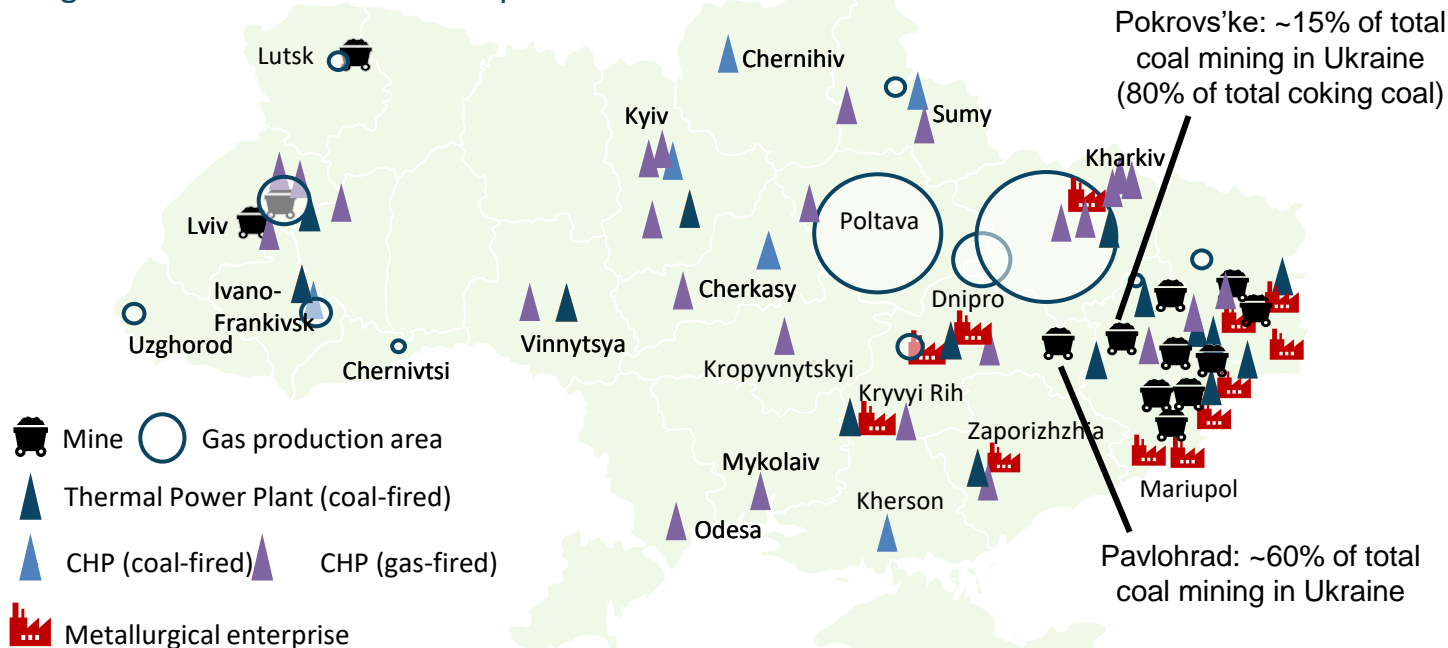 Pokrovs’ke: ~15% of total
coal mining in Ukraine
(80% of total coking coal)
Lutsk
Chernihiv
Kyiv
Sumy
Kharkiv
Lviv
Poltava
Ivano-
Frankivsk
Cherkasy
Dnipro
Uzghorod
Chernivtsi
Vinnytsya
Kropyvnytskyi
Kryvyi Rih
Zaporizhzhia
Mykolaiv
Kherson
Mariupol
Odesa
Pavlohrad: ~60% of total
coal mining in Ukraine
Mine
Gas production area
Thermal Power Plant (coal-fired)
CHP (coal-fired)
CHP (gas-fired)
Metallurgical enterprise